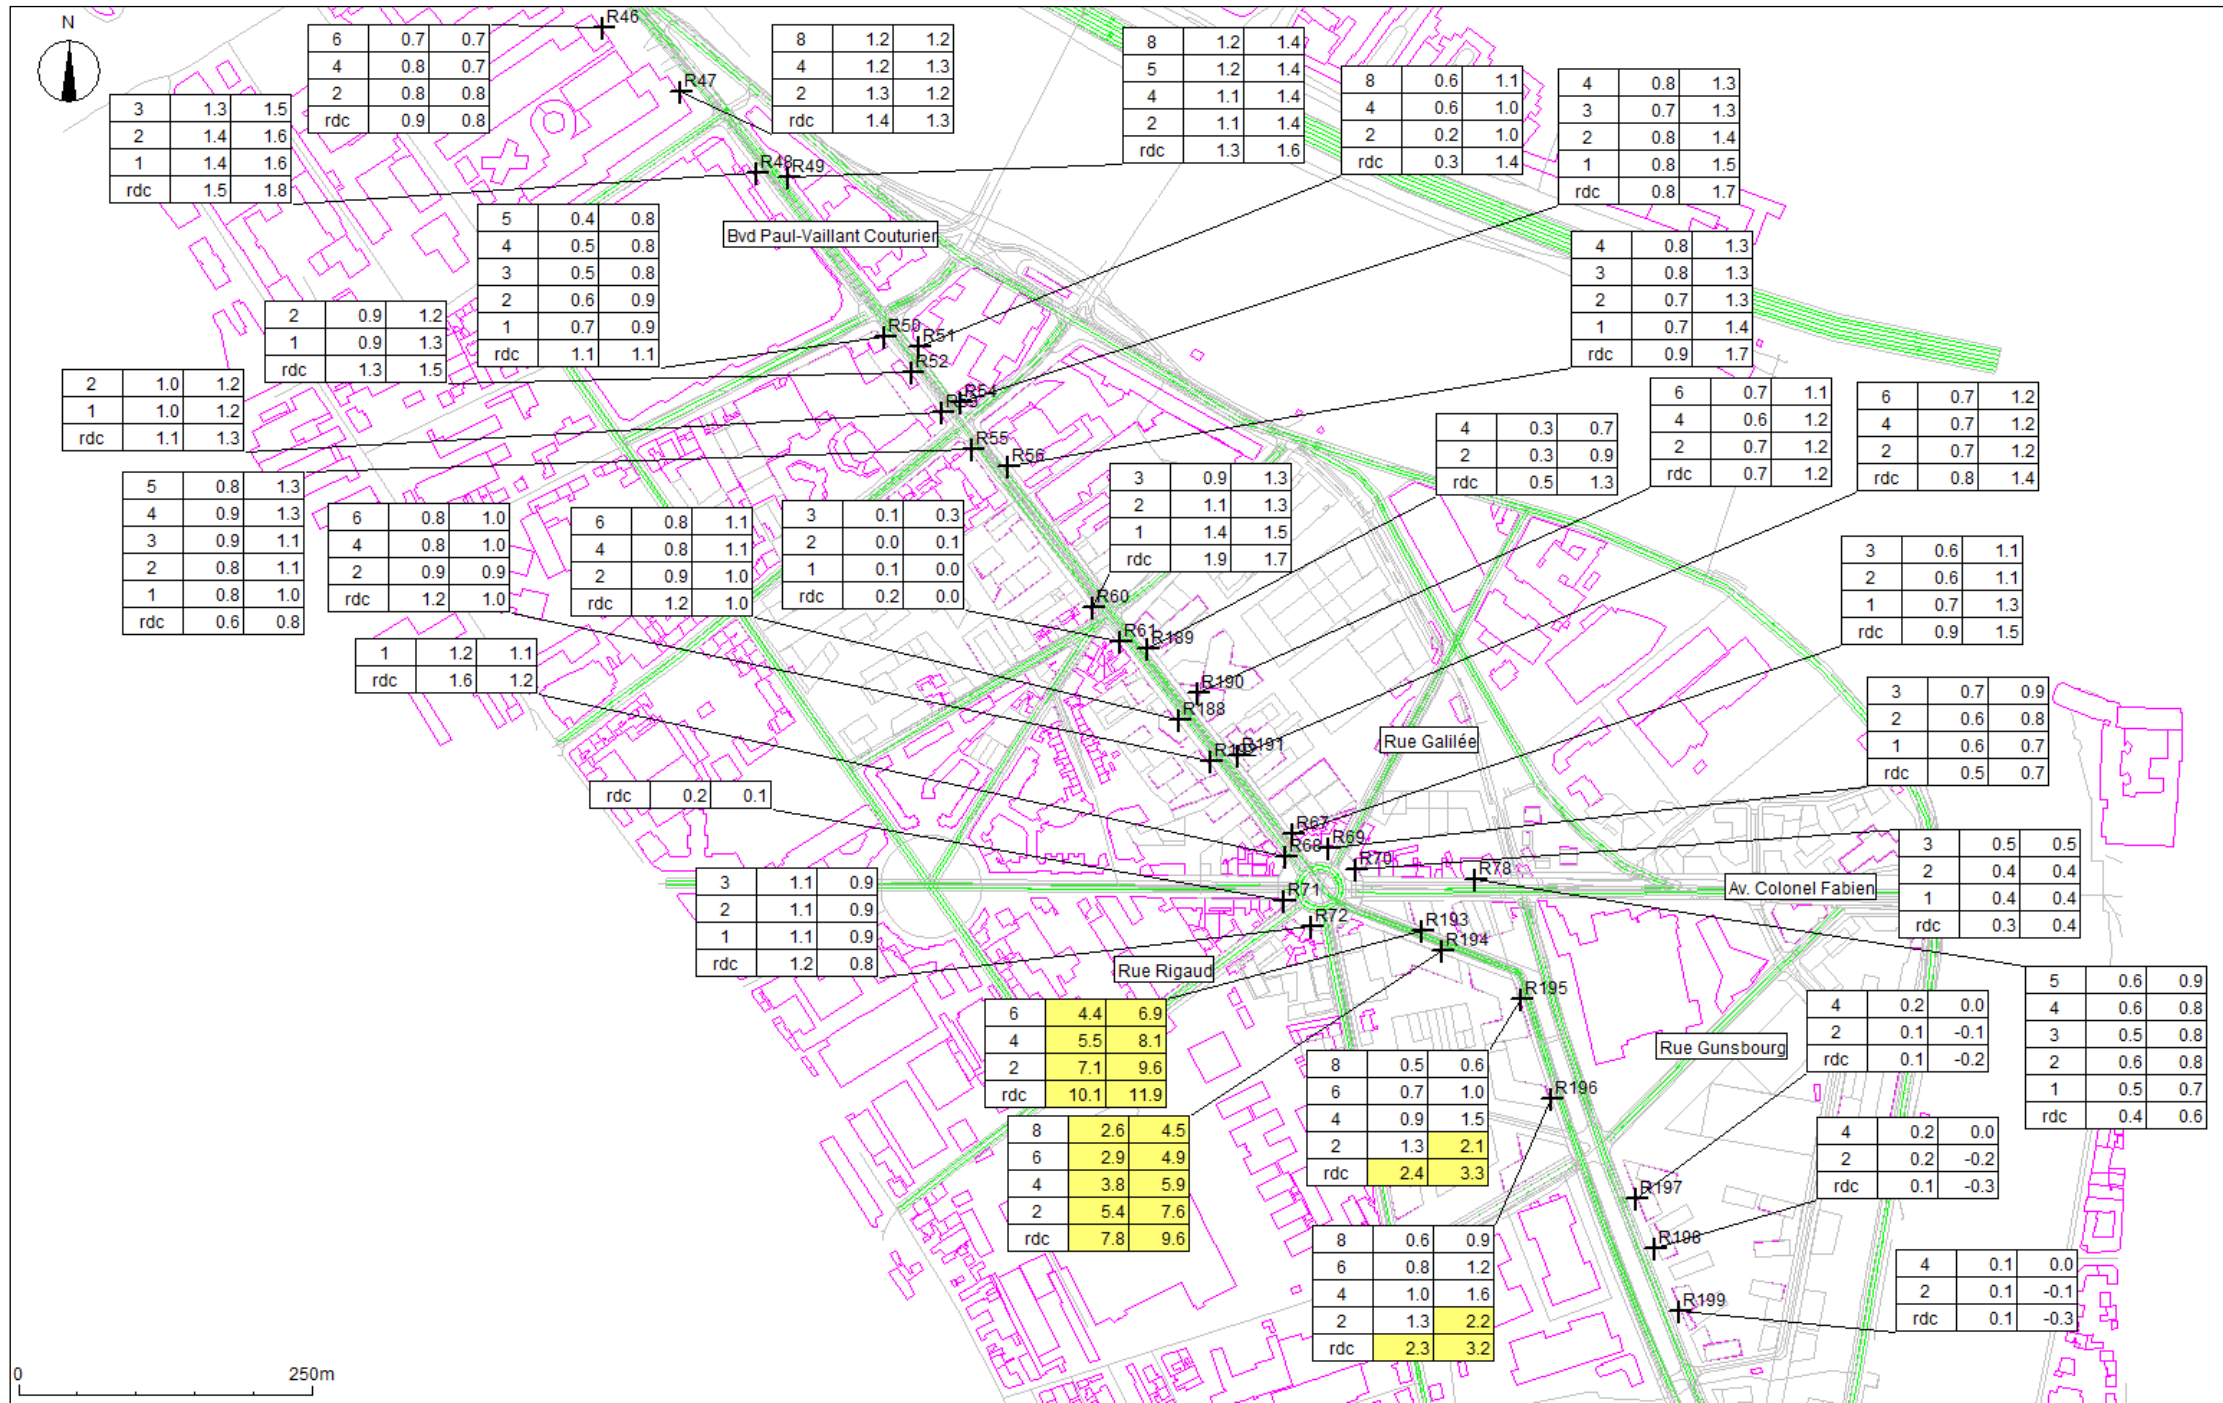 N
R46
6 0.7 0.7
4 0.8 0.7
2 0.8 0.8
rdc 0.9 0.8
8 1.2 1.2
4 1.2 1.3
2 1.3 1.2
rdc 1.4 1.3
8 1.2 1.4
5 1.2 1.4
4 1.1 1.4
2 1.1 1.4
rdc 1.3 1.6
8 0.6 1.1
4 0.6 1.0
2 0.2 1.0
rdc 0.3 1.4
4 0.8 1.3
3 0.7 1.3
2 0.8 1.4
1 0.8 1.5
rdc 0.8 1.7
R47
3 1.3 1.5
2 1.4 1.6
1 1.4 1.6
rdc 1.5 1.8
R48
R49
Bvd Paul-Vaillant Couturier
5 0.4 0.8
4 0.5 0.8
3 0.5 0.8
2 0.6 0.9
1 0.7 0.9
rdc 1.1 1.1
4 0.8 1.3
3 0.8 1.3
2 0.7 1.3
1 0.7 1.4
rdc 0.9 1.7
2 0.9 1.2
1 0.9 1.3
rdc 1.3 1.5
R50
R51
R52
2 1.0 1.2
1 1.0 1.2
rdc 1.1 1.3
R54
R55
R56
6 0.7 1.1
4 0.6 1.2
2 0.7 1.2
rdc 0.7 1.2
6 0.7 1.2
4 0.7 1.2
2 0.7 1.2
rdc 0.8 1.4
4 0.3 0.7
2 0.3 0.9
rdc 0.5 1.3
5 0.8 1.3
4 0.9 1.3
3 0.9 1.1
2 0.8 1.1
1 0.8 1.0
rdc 0.6 0.8
6 0.8 1.0
4 0.8 1.0
2 0.9 0.9
rdc 1.2 1.0
6 0.8 1.1
4 0.8 1.1
2 0.9 1.0
rdc 1.2 1.0
3 0.1 0.3
2 0.0 0.1
1 0.1 0.0
rdc 0.2 0.0
3 0.9 1.3
2 1.1 1.3
1 1.4 1.5
rdc 1.9 1.7
3 0.6 1.1
2 0.6 1.1
1 0.7 1.3
rdc 0.9 1.5
R60
R61
R189
1 1.2 1.1
rdc 1.6 1.2
R190
R188
R191
Rue Galilée
3 0.7 0.9
2 0.6 0.8
1 0.6 0.7
rdc 0.5 0.7
rdc 0.2 0.1
R67
R69
R68
R70
R78
R71
R72
3 0.5 0.5
2 0.4 0.4
1 0.4 0.4
rdc 0.3 0.4
Av. Colonel Fabien
3 1.1 0.9
2 1.1 0.9
1 1.1 0.9
rdc 1.2 0.8
R193
R194
Rue Rigaud
R195
6 4.4 6.9
4 5.5 8.1
2 7.1 9.6
rdc 10.1 11.9
4 0.2 0.0
2 0.1 -0.1
rdc 0.1 -0.2
5 0.6 0.9
4 0.6 0.8
3 0.5 0.8
2 0.6 0.8
1 0.5 0.7
rdc 0.4 0.6
Rue Gunsbourg
8 0.5 0.6
6 0.7 1.0
4 0.9 1.5
2 1.3 2.1
rdc 2.4 3.3
R196
8 2.6 4.5
6 2.9 4.9
4 3.8 5.9
2 5.4 7.6
rdc 7.8 9.6
4 0.2 0.0
2 0.2 -0.2
rdc 0.1 -0.3
R197
R198
8 0.6 0.9
6 0.8 1.2
4 1.0 1.6
2 1.3 2.2
rdc 2.3 3.2
4 0.1 0.0
2 0.1 -0.1
rdc 0.1 -0.3
R199
0 250m